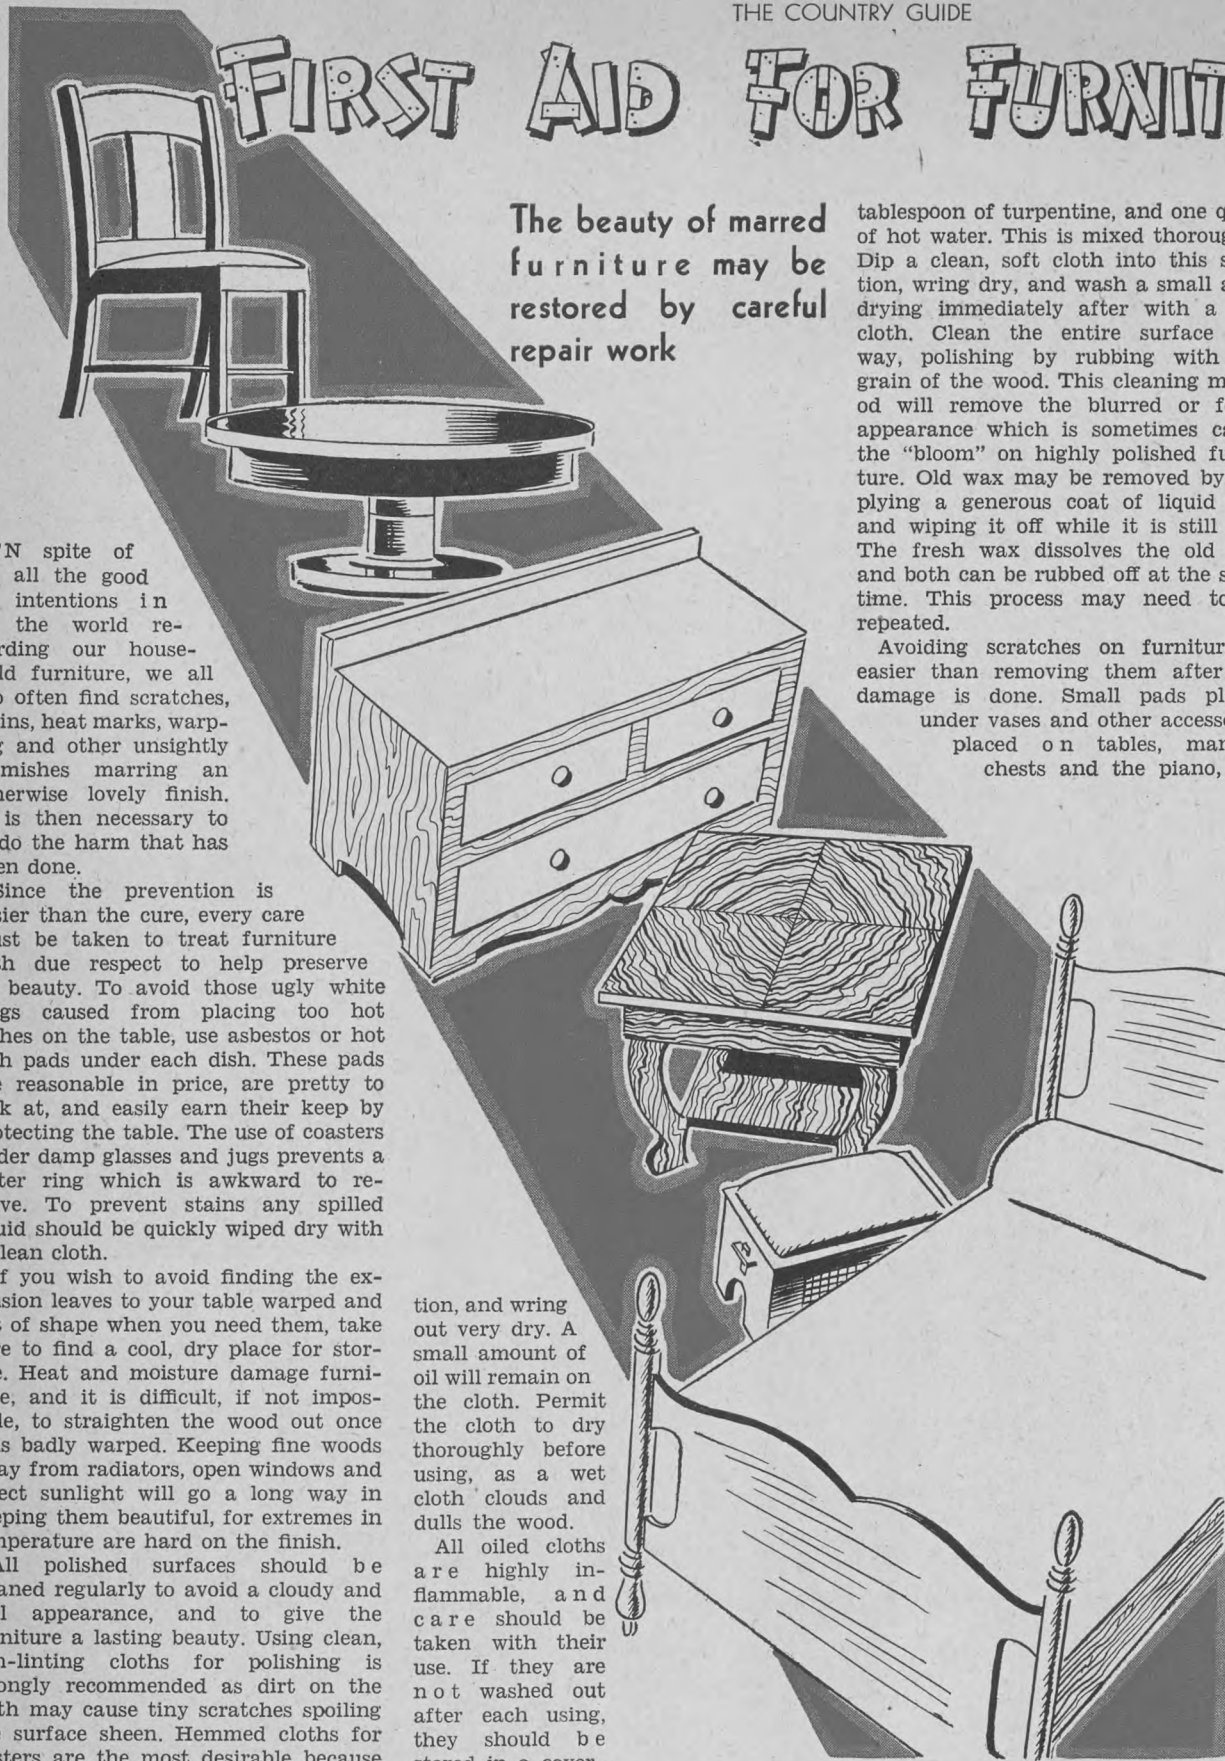 THE COUNTRY GUIDE
FIRST AID FOR FURNIT
The beauty of marred
furniture may be
restored by careful
repair work
'N spite of
all the good
intentions in
the world re-
rding our house-
ld furniture, we all
o often find scratches,
ins, heat marks, warp-
g and other unsightly
mishes marring an
herwise lovely finish.
is then necessary to
do the harm that has
en done.
Since the prevention is
sier than the cure, every care
ust be taken to treat furniture
th due respect to help preserve
beauty. To avoid those ugly white
gs caused from placing too hot
hes on the table, use asbestos or hot
h pads under each dish. These pads
e reasonable in price, are pretty to
k at, and easily earn their keep by
otecting the table. The use of coasters
der damp glasses and jugs prevents a
ter ring which is awkward to re-
ve. To prevent stains any spilled
uid should be quickly wiped dry with
lean cloth.
f you wish to avoid finding the ex-
nsion leaves to your table warped and
s of shape when you need them, take
re to find a cool, dry place for stor-
e. Heat and moisture damage furni-
e, and it is difficult, if not impos-
le, to straighten the wood out once
s badly warped. Keeping fine woods
ay from radiators, open windows and
ect sunlight will go a long way in
eping them beautiful, for extremes in
mperature are hard on the finish.
All polished surfaces should be
aned regularly to avoid a cloudy and
l appearance, and to give the
niture a lasting beauty. Using clean,
n-linting cloths for polishing is
ongly recommended as dirt on the
th may cause tiny scratches spoiling
e surface sheen. Hemmed cloths for
sters are the most desirable because
tion, and wring
out very dry. A
small amount of
oil will remain on
the cloth. Permit
the cloth to dry
thoroughly before
using, as a wet
cloth clouds and
dulls the wood.
All oiled cloths
are highly in-
flammable, and
care should be
taken with their
use. If they are
not washed out
after each using,
they should be
stored in a cover-
tablespoon of turpentine, and one q
of hot water. This is mixed thoroug
Dip a clean, soft cloth into this s
tion, wring dry, and wash a small a
drying immediately after with a
cloth. Clean the entire surface
way, polishing by rubbing with
grain of the wood. This cleaning m
od will remove the blurred or f
appearance which is sometimes ca
the “bloom” on highly polished fu
ture. Old wax may be removed by
plying a generous coat of liquid
and wiping it off while it is still
The fresh wax dissolves the old
and both can be rubbed off at the s
time. This process may need to
repeated.
Avoiding scratches on furnitur
easier than removing them after
damage is done. Small pads pl
under vases and other accesso
placed on tables, man
chests and the piano,